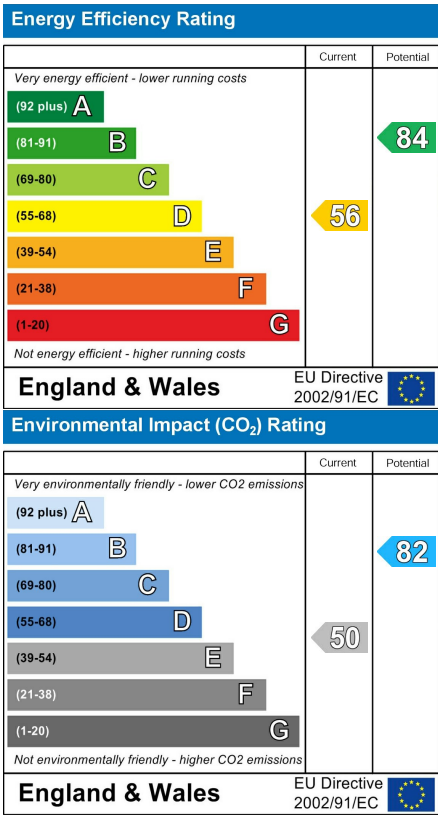 Energy Efficiency Rating
Current Potential
Very energy efficient - lower running costs
(92 plus) A
(81-91) B
84
(69-80) C
(55-68) D
56
(39-54) E
(21-38) F
(1-20) G
Not energy efficient - higher running costs
England & Wales
EU Directive
2002/91/EC
Environmental Impact (CO₂) Rating
Current Potential
Very environmentally friendly - lower CO2 emissions
(92 plus) A
(81-91) B
82
(69-80) C
(55-68) D
(39-54) E
50
(21-38) F
(1-20) G
Not environmentally friendly - higher CO2 emissions
England & Wales
EU Directive
2002/91/EC